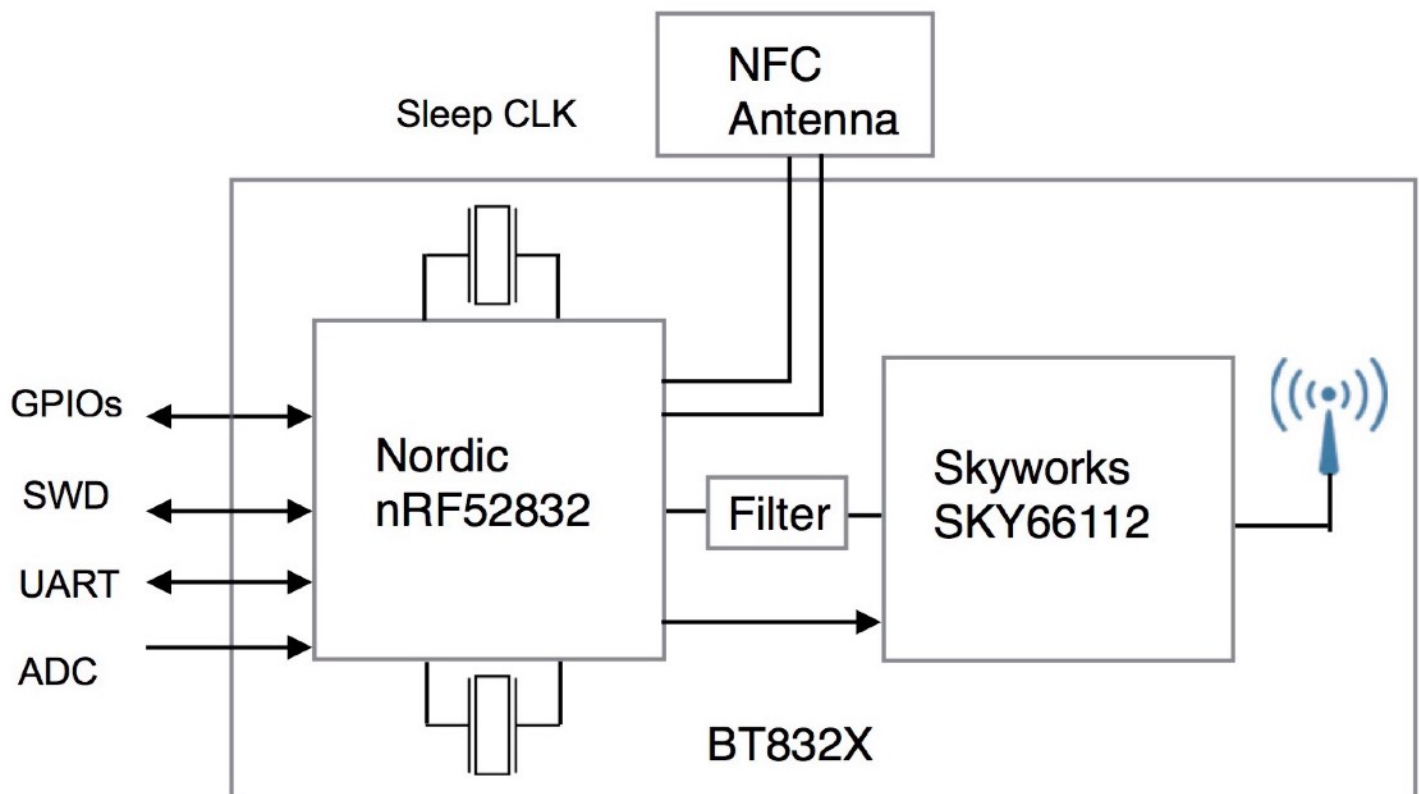 NFC
Antenna
Sleep CLK
GPIOs
SWD
UART
ADC
Nordic
nRF52832
Filter
Skyworks
SKY66112
BT832X